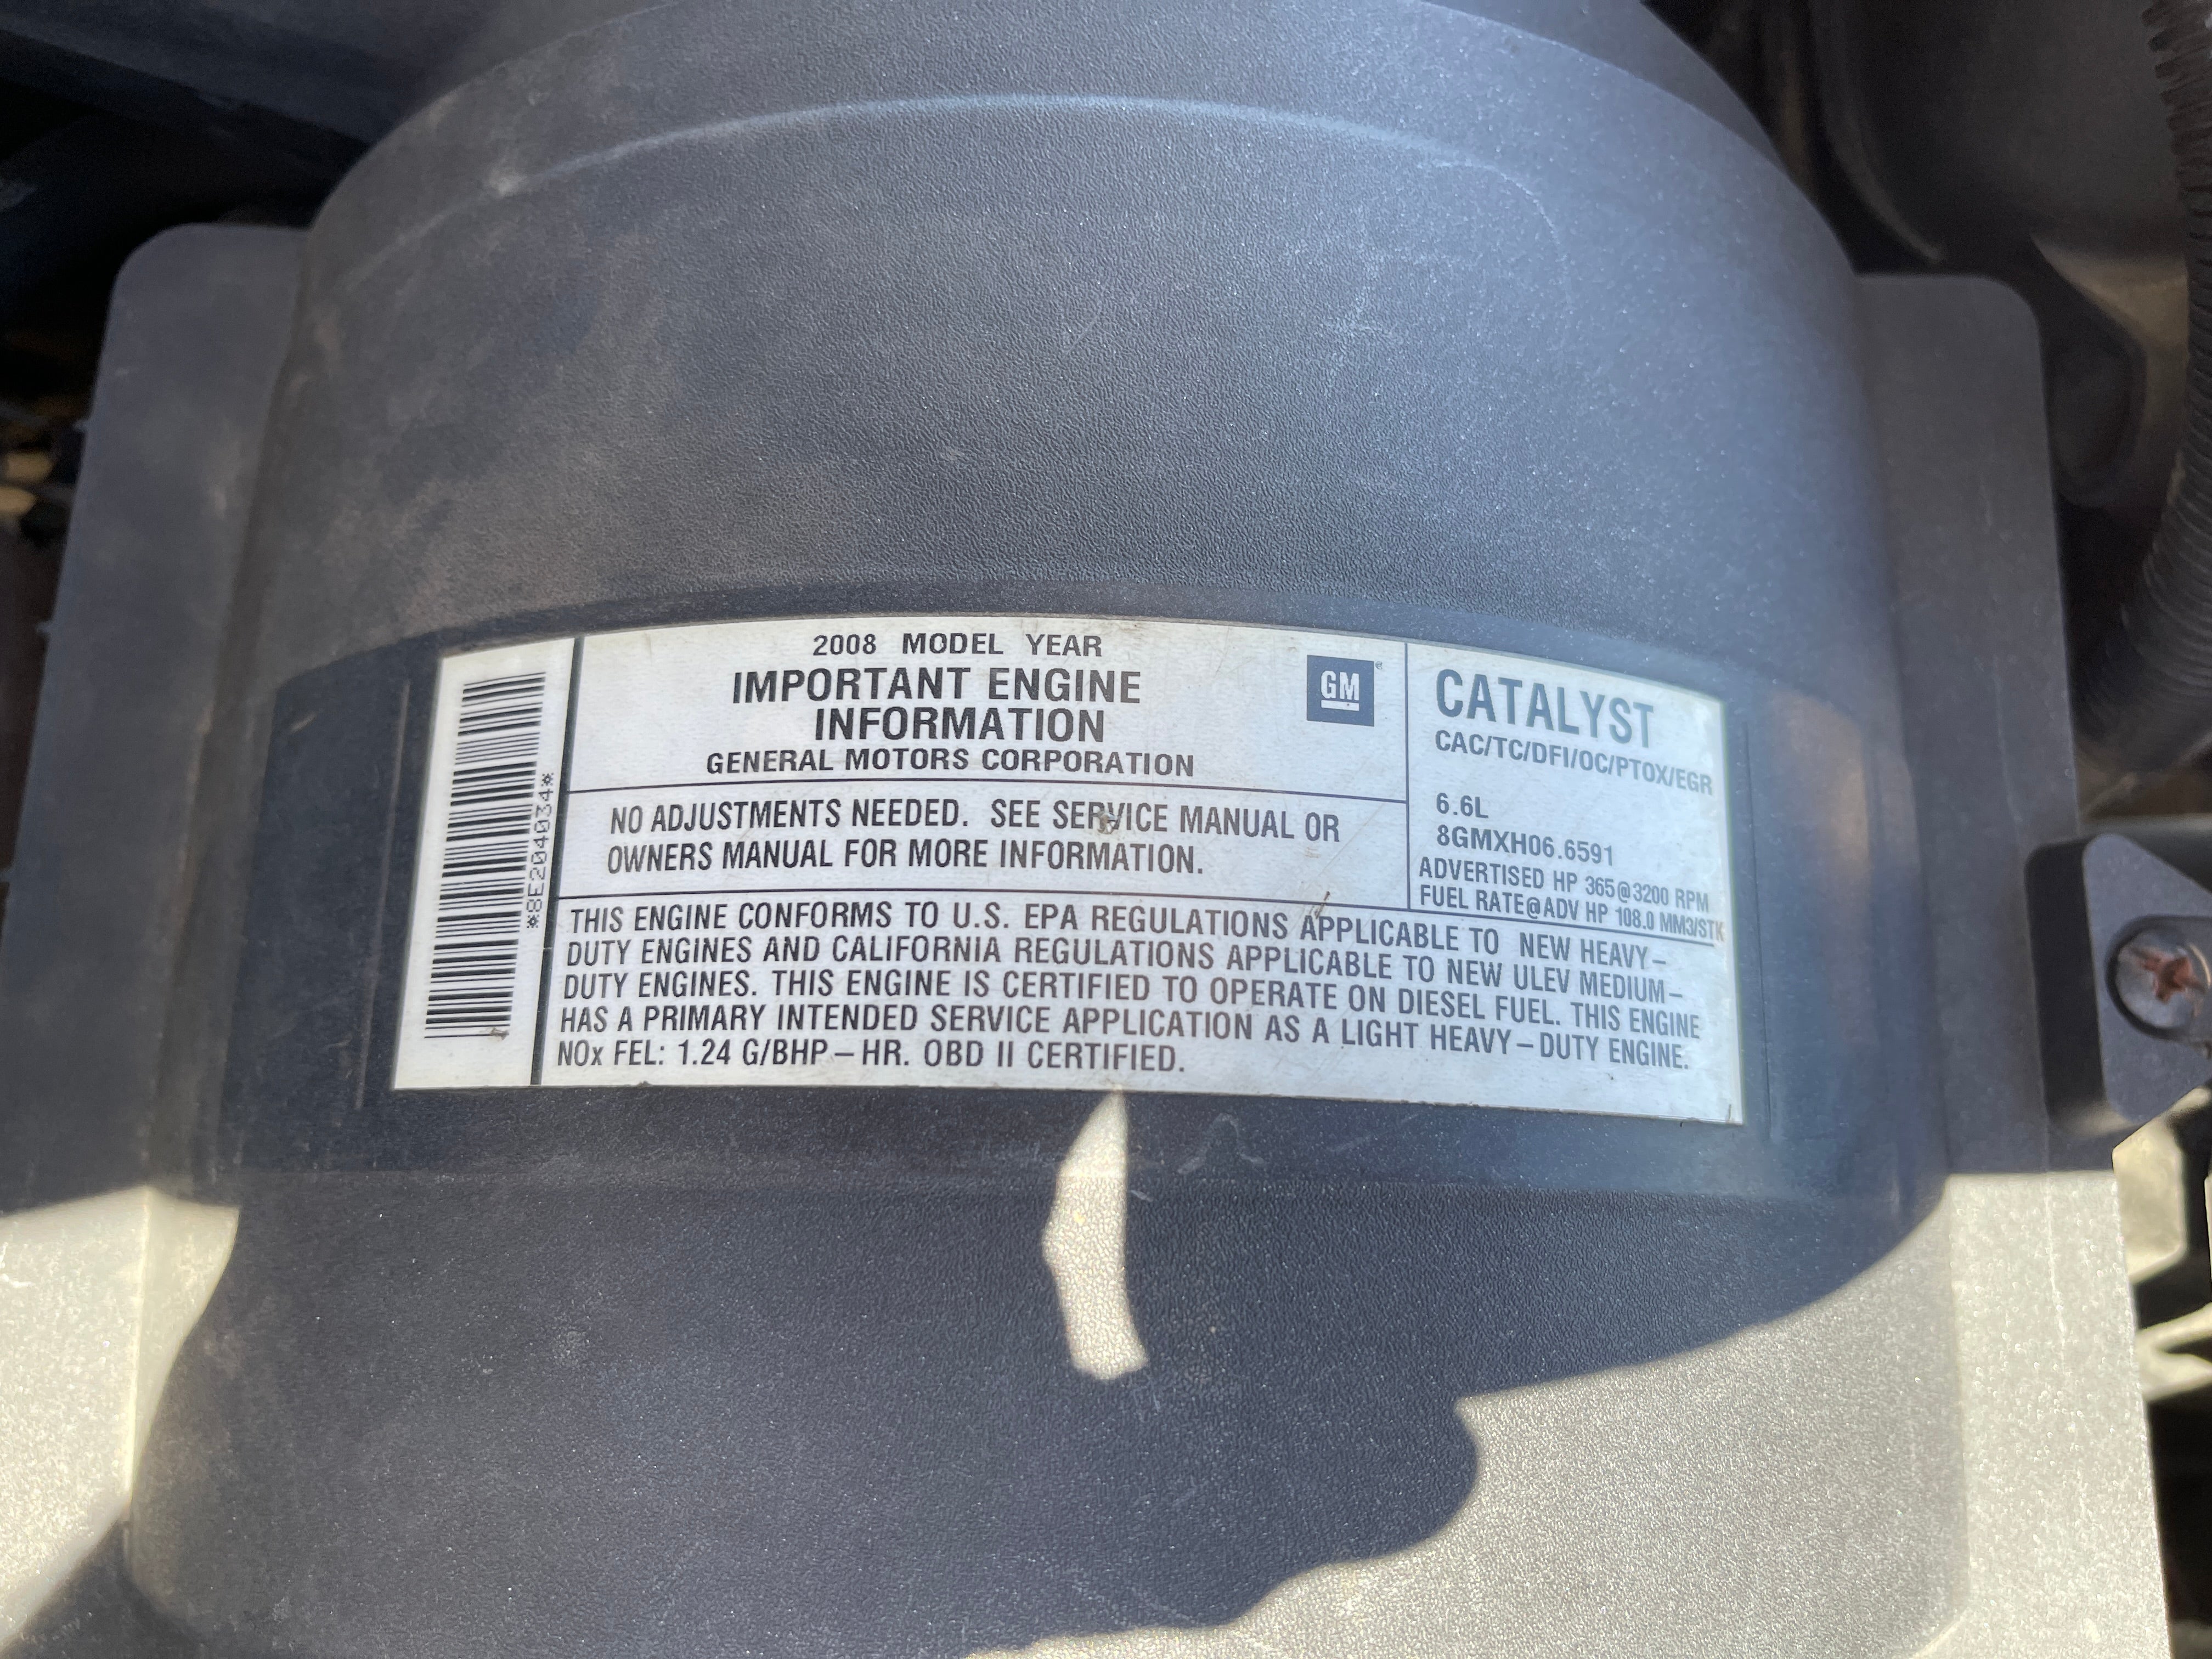 2008 MODEL YEAR
IMPORTANT ENGINE
INFORMATION
GENERAL MOTORS CORPORATION
GM
NO ADJUSTMENTS NEEDED. SEE SERVICE MANUAL OR
OWNERS MANUAL FOR MORE INFORMATION.
CATALYST
CAC/TC/DFI/OC/PTOX/EGR
6.6L
8GMXH06.6591
ADVERTISED HP 365@3200 RPM
FUEL RATE@ADV HP 108.0 MM3/STK
THIS ENGINE CONFORMS TO U.S. EPA REGULATIONS APPLICABLE TO NEW HEAVY–
DUTY ENGINES AND CALIFORNIA REGULATIONS APPLICABLE TO NEW ULEV MEDIUM–
DUTY ENGINES. THIS ENGINE IS CERTIFIED TO OPERATE ON DIESEL FUEL. THIS ENGINE
HAS A PRIMARY INTENDED SERVICE APPLICATION AS A LIGHT HEAVY–DUTY ENGINE.
NOx FEL: 1.24 G/BHP–HR. OBD II CERTIFIED.
*8E204034*